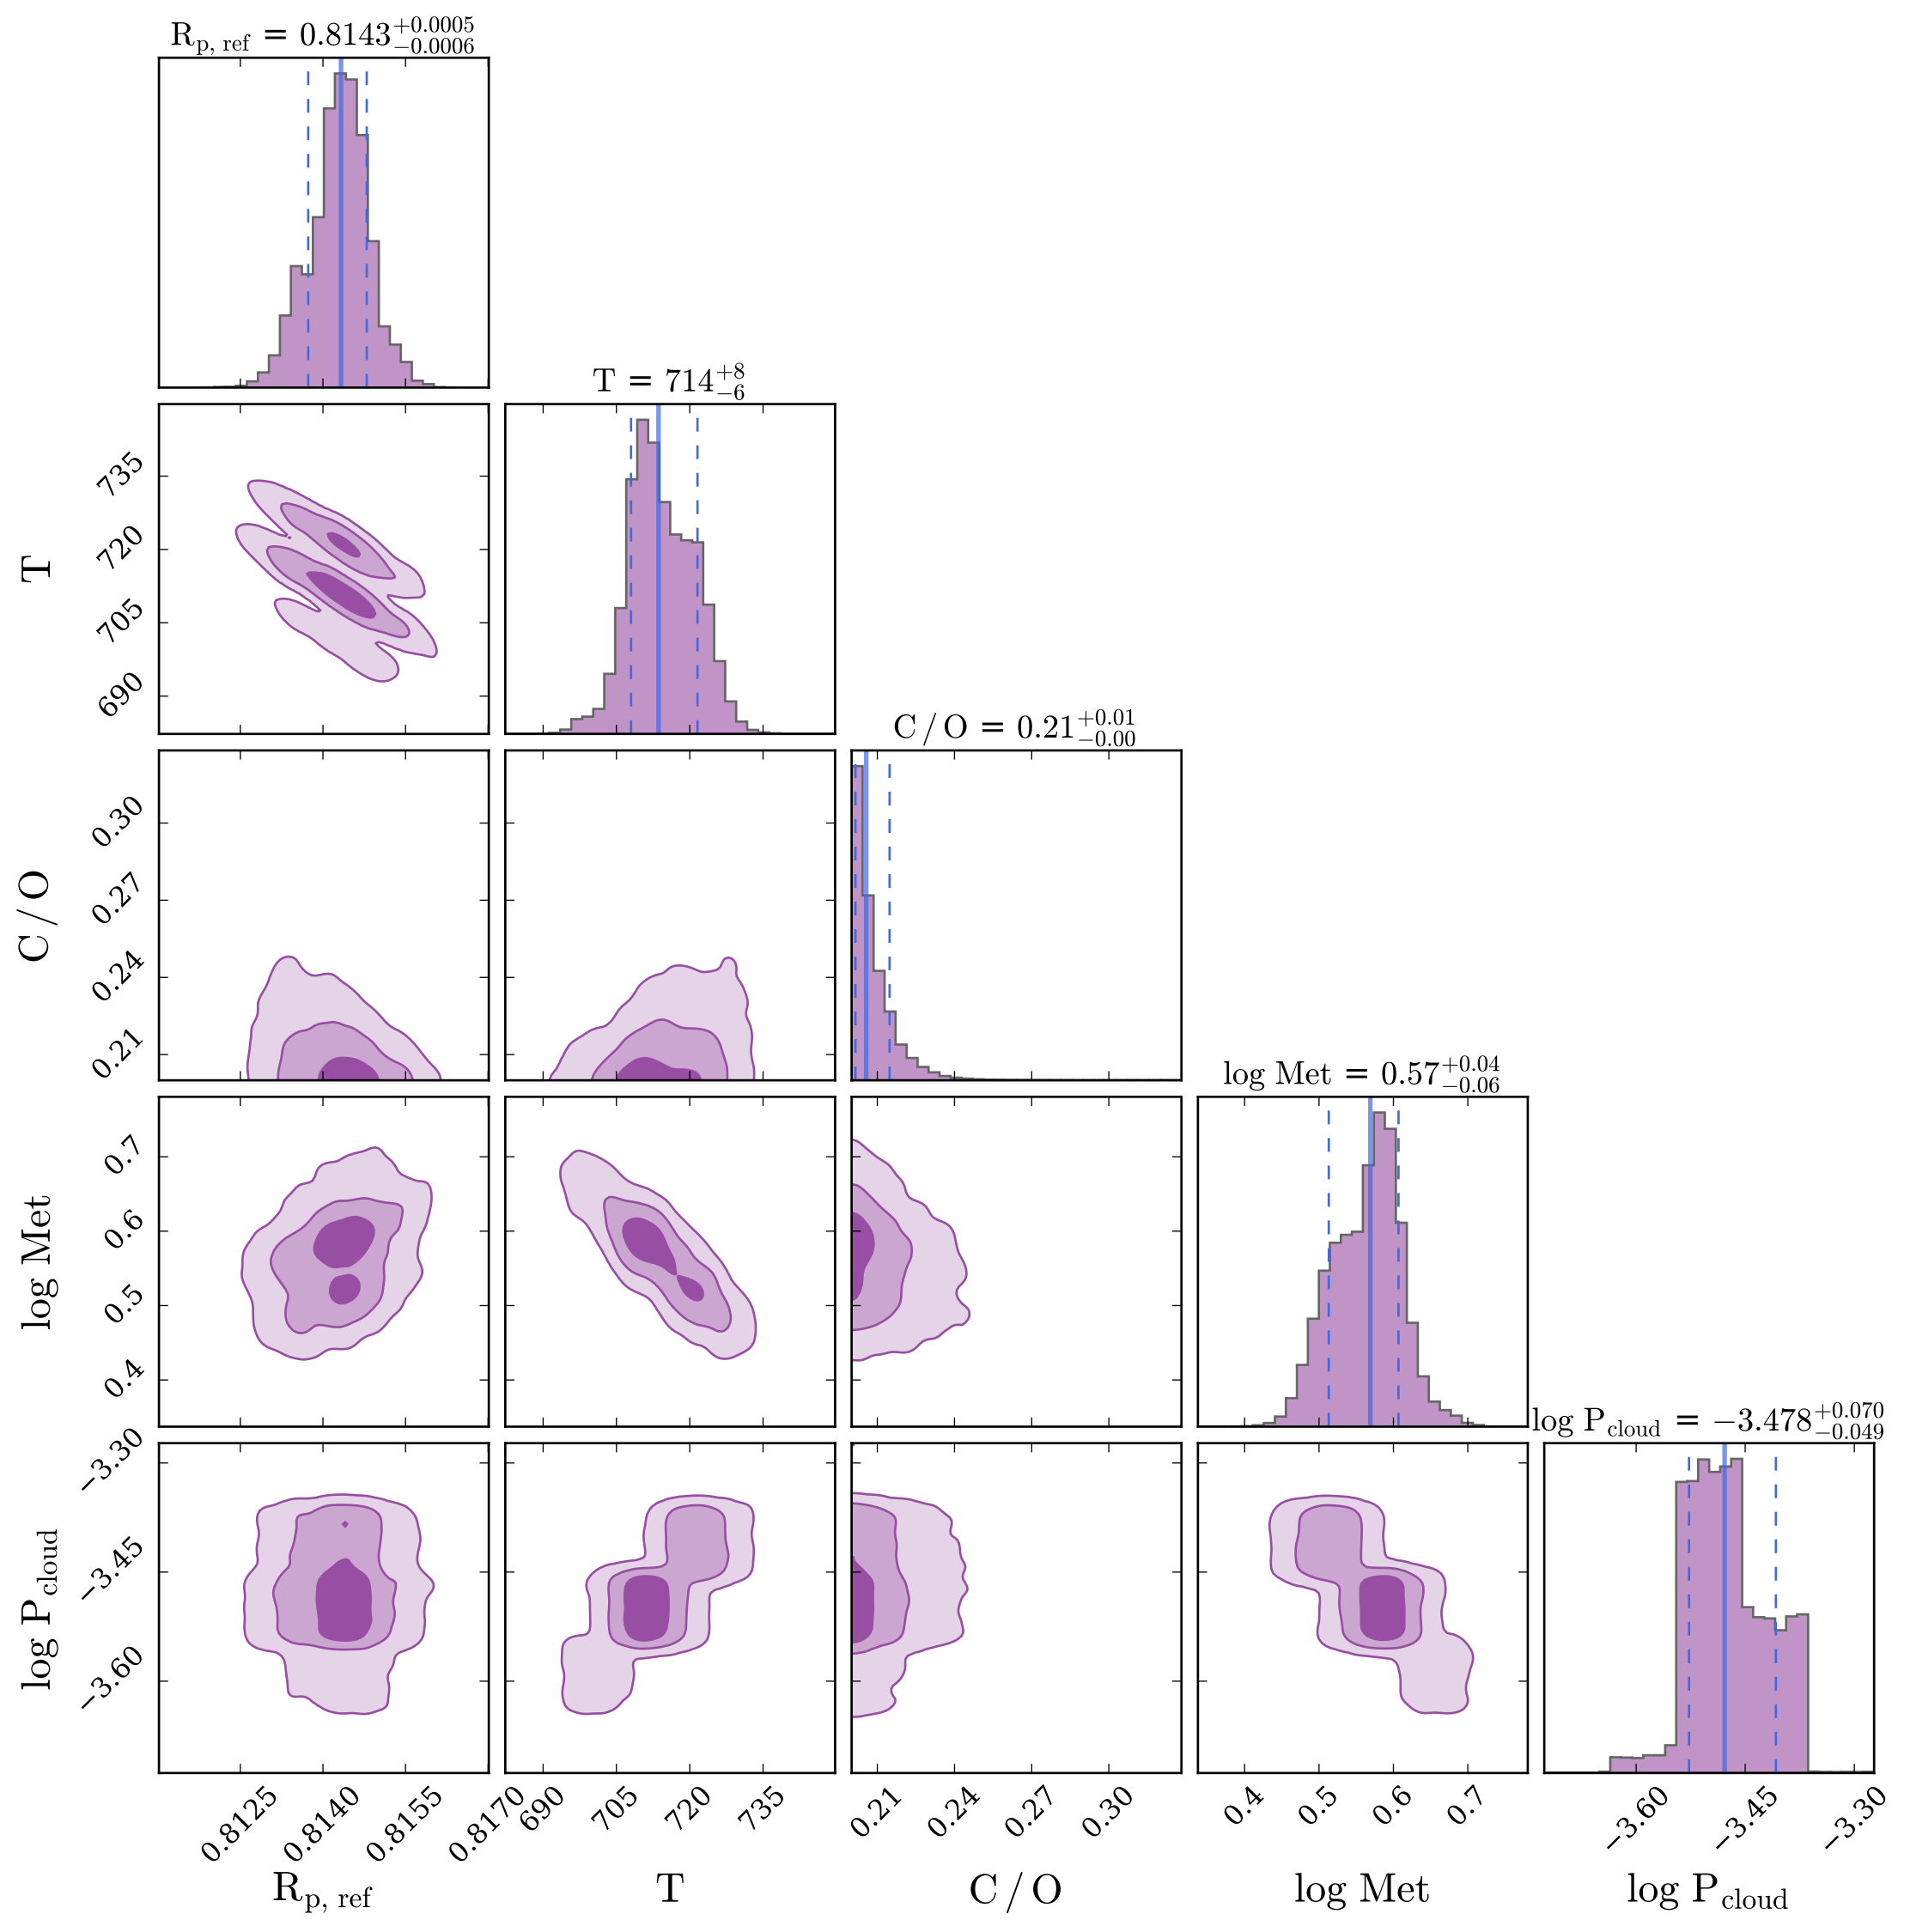 R_p, ref = 0.8143 +0.0005 −0.0006
T = 714 +8 −6
735
720
705
690
T
C / O = 0.21 +0.01 −0.00
0.30
0.27
0.24
0.21
C / O
log Met = 0.57 +0.04 −0.06
0.7
0.6
0.5
0.4
log Met
log P_cloud = −3.478 +0.070 −0.049
−3.30
−3.45
−3.60
log P_cloud
0.8125 0.8140 0.8155 0.8170 690 705 720 735 0.21 0.24 0.27 0.30 0.4 0.5 0.6 0.7 −3.60 −3.45 −3.30
R_p, ref T C / O log Met log P_cloud